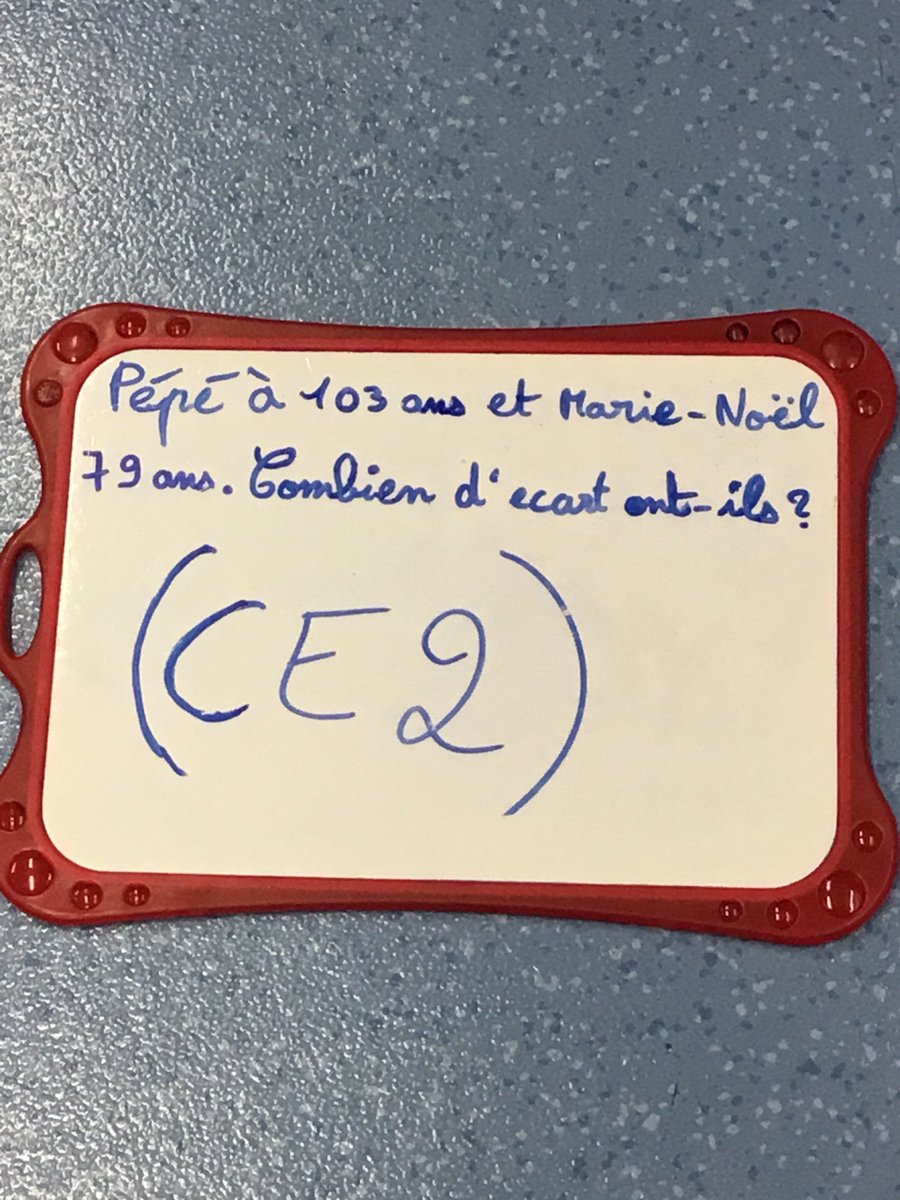 Pépé à 103 ans et Marie-Noël
79 ans. Combien d'ecart ont-ils ?
(CE2)